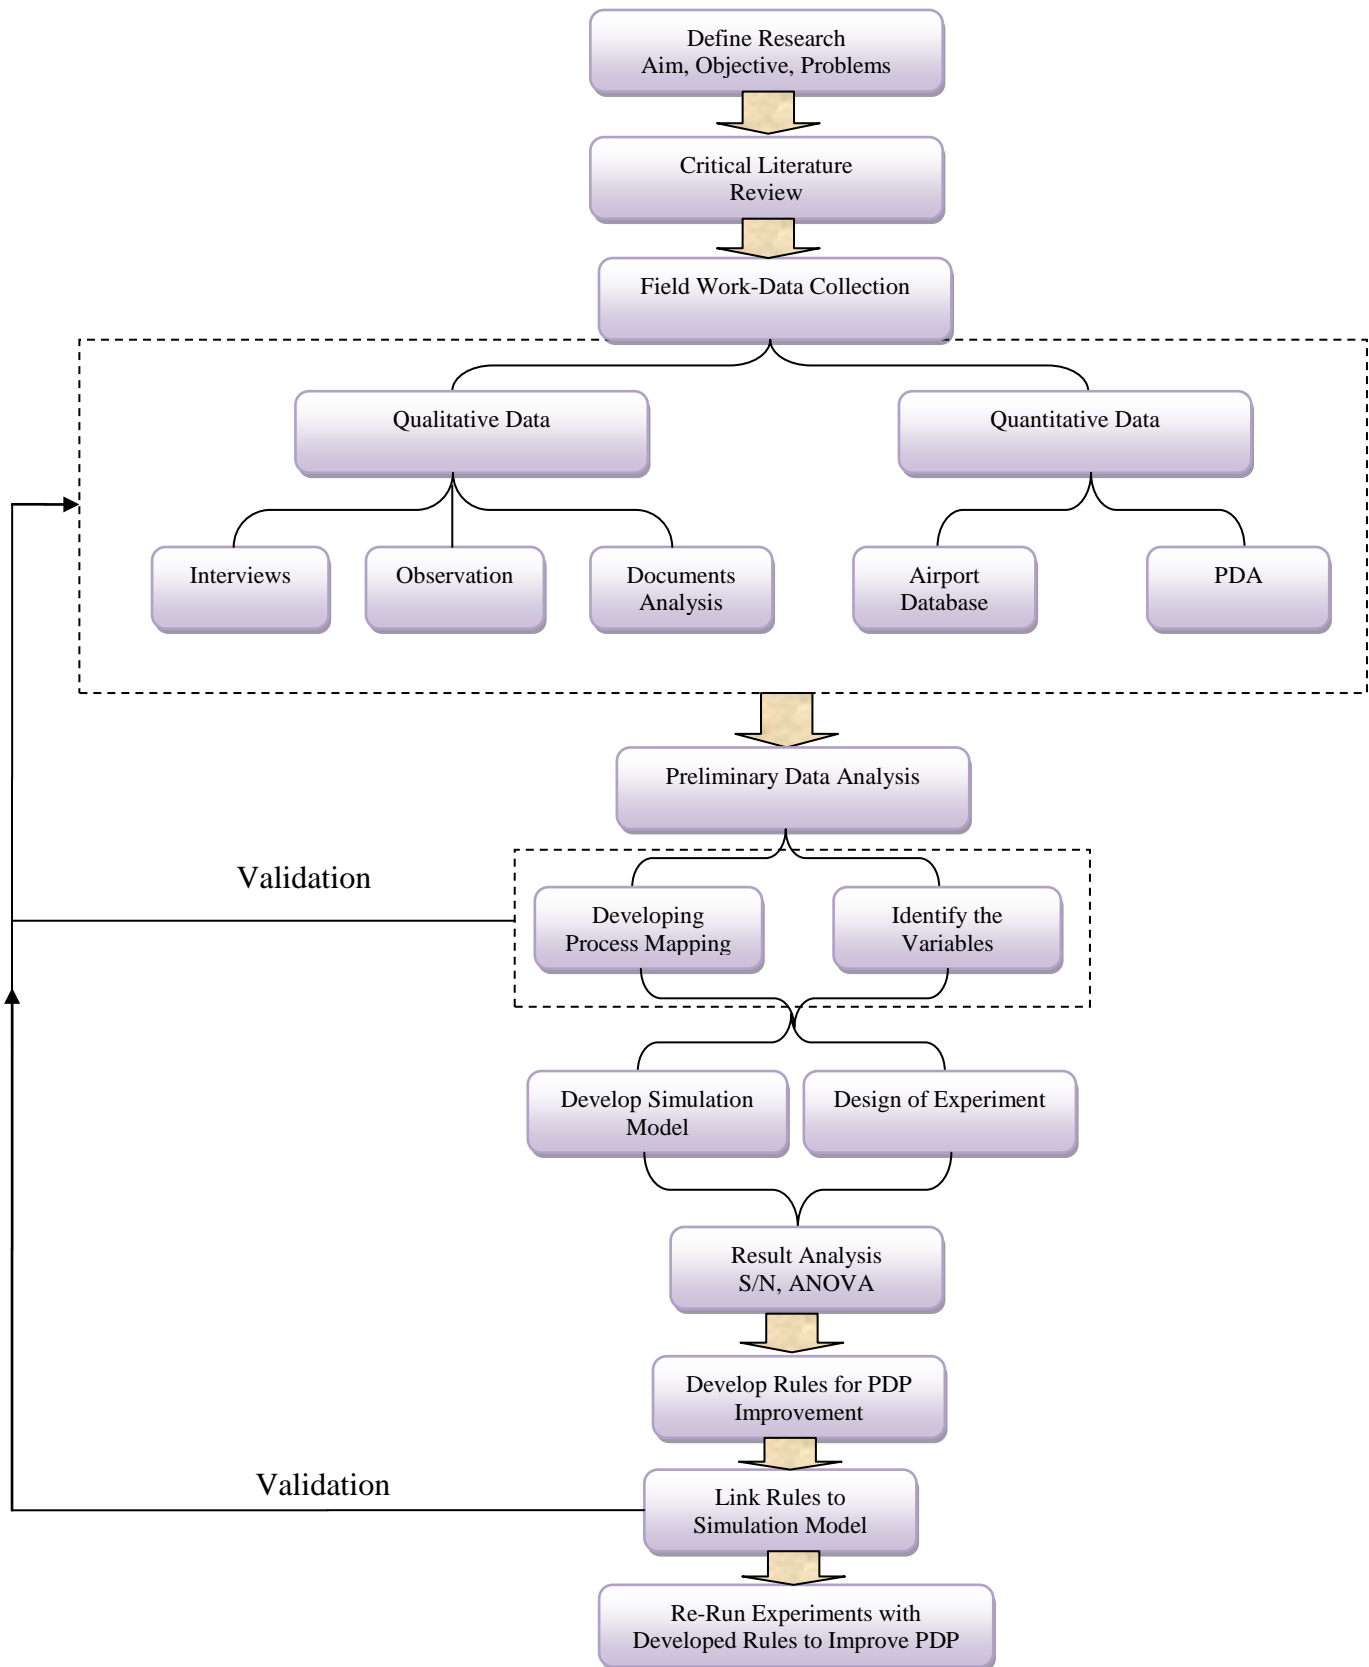 Define Research
Aim, Objective, Problems
Critical Literature
Review
Field Work-Data Collection
Qualitative Data
Quantitative Data
Interviews
Observation
Documents
Analysis
Airport
Database
PDA
Preliminary Data Analysis
Validation
Developing
Process Mapping
Identify the
Variables
Develop Simulation
Model
Design of Experiment
Result Analysis
S/N, ANOVA
Develop Rules for PDP
Improvement
Validation
Link Rules to
Simulation Model
Re-Run Experiments with
Developed Rules to Improve PDP